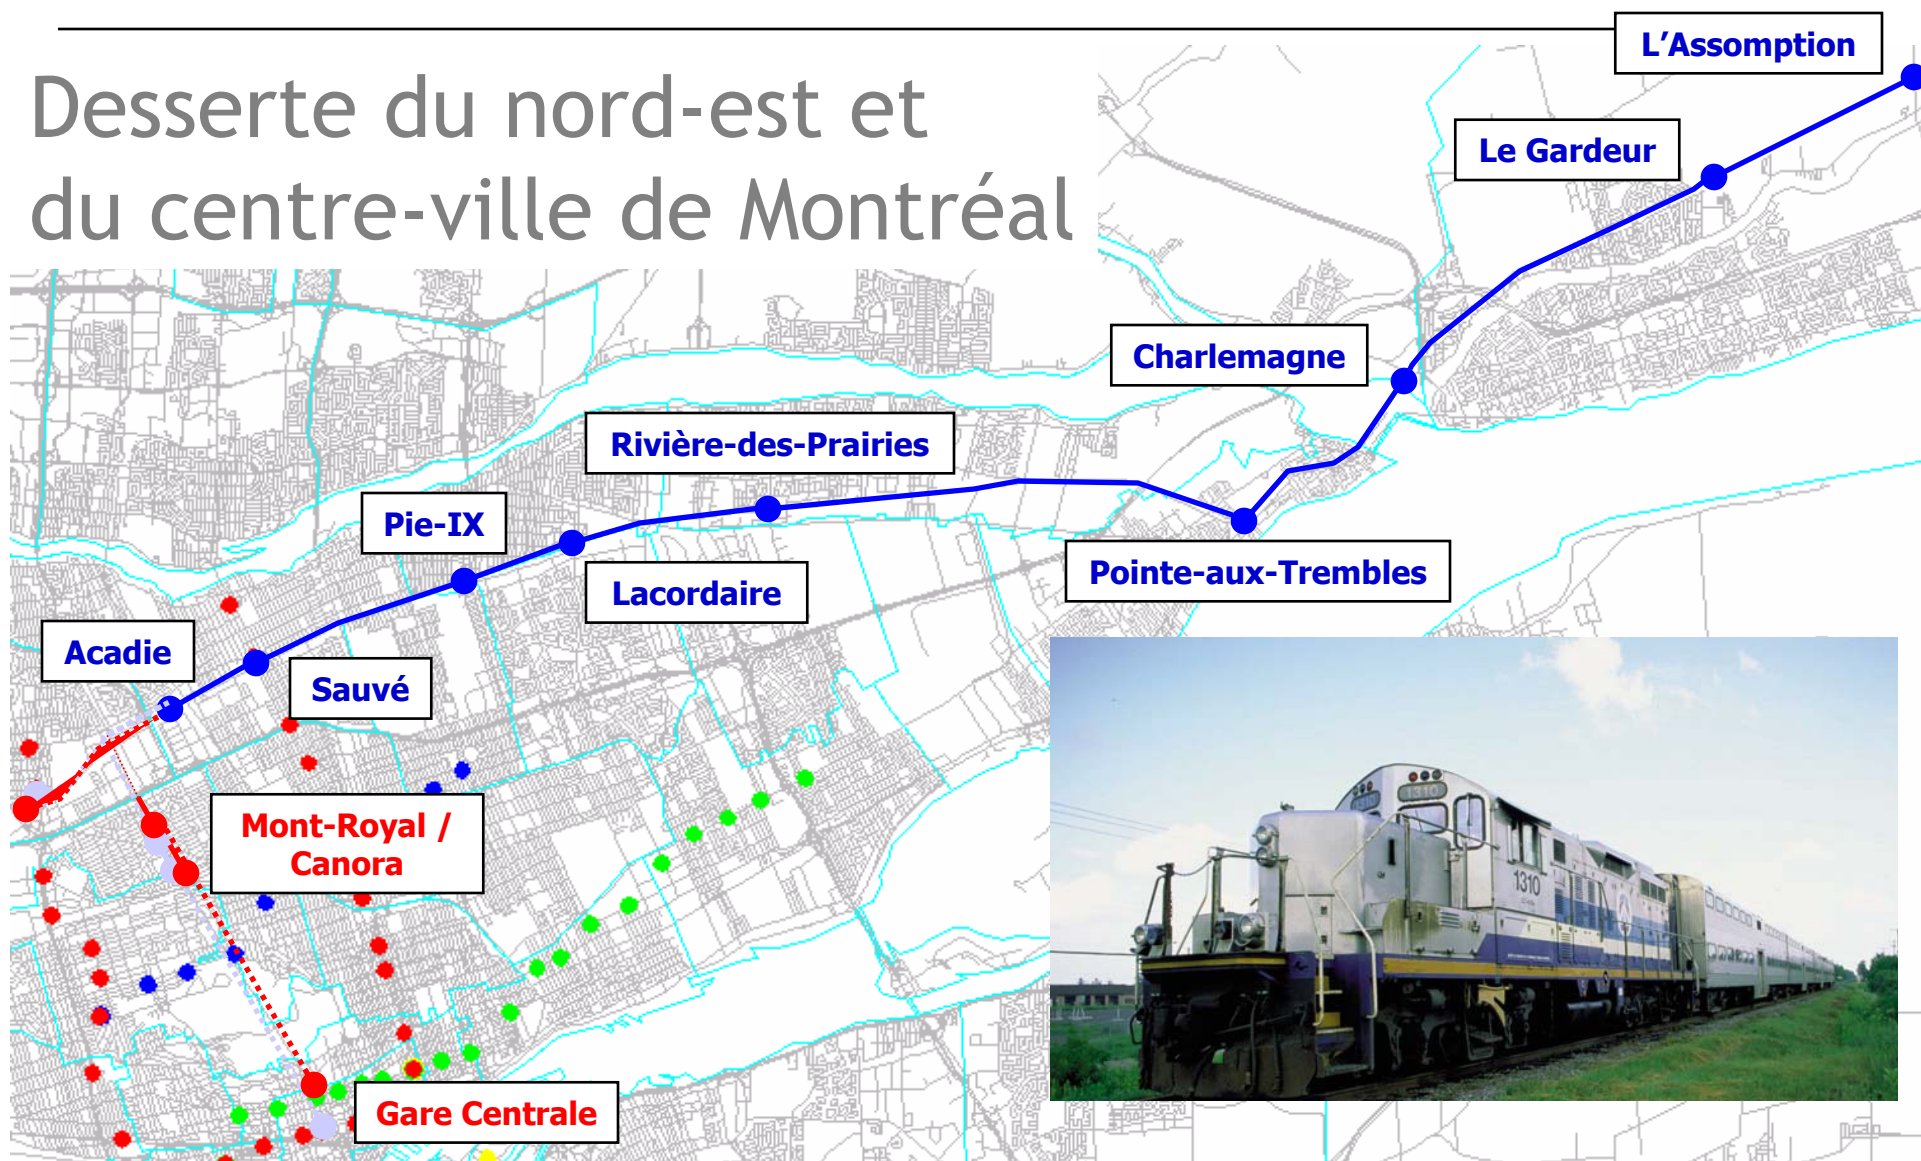 Desserte du nord-est et
du centre-ville de Montréal
L’Assomption
Le Gardeur
Charlemagne
Rivière-des-Prairies
Pie-IX
Pointe-aux-Trembles
Lacordaire
Acadie
Sauvé
Mont-Royal /
Canora
Gare Centrale
1310
1310
1310